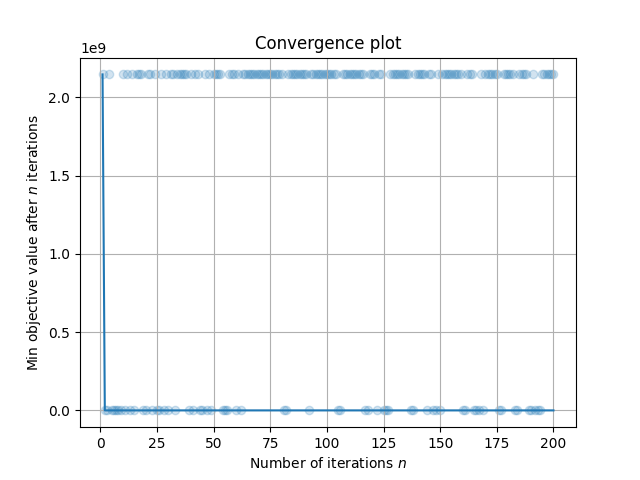 Convergence plot
1e9
2.0
1.5
1.0
0.5
0.0
Min objective value after n iterations
0 25 50 75 100 125 150 175 200
Number of iterations n